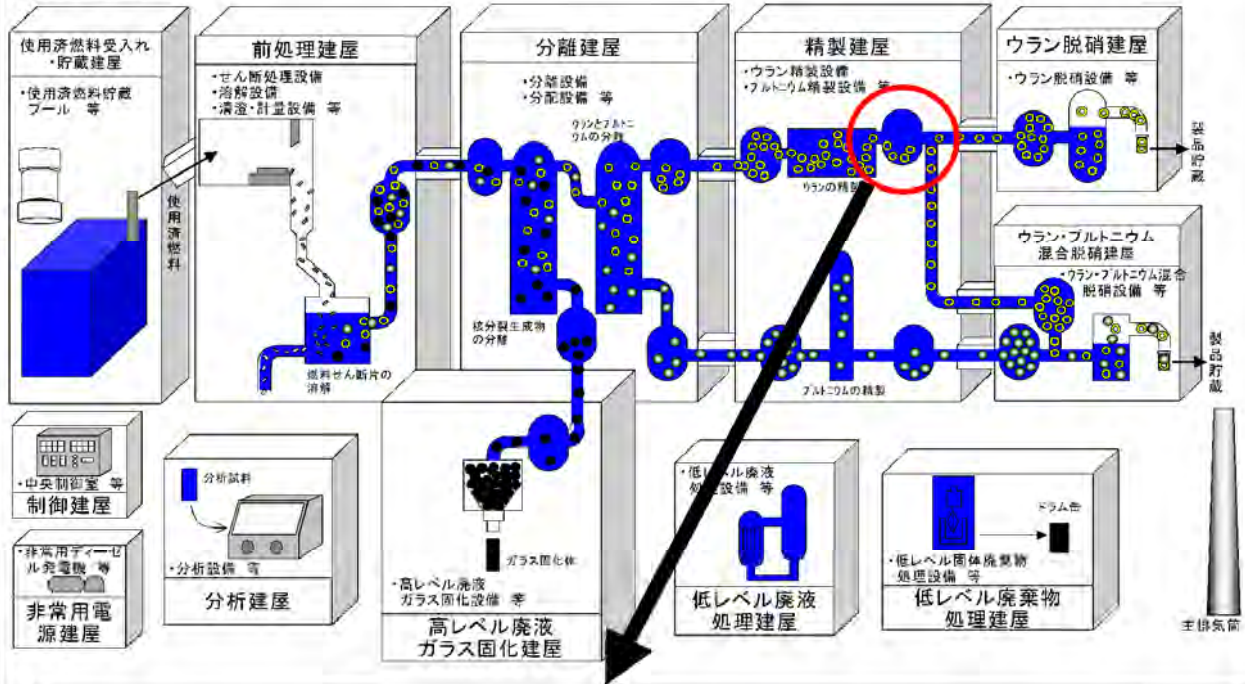 使用済燃料受入れ
・貯蔵建屋
・使用済燃料貯蔵
プール 等
使用済燃料
前処理建屋
・せん断処理設備
・溶解設備
・清澄・計量設備 等
燃料せん断片の
溶解
分離建屋
・分離設備
・分配設備 等
ウランとプルトニ
ウムの分離
核分裂生成物
の分離
精製建屋
・ウラン精製設備
・プルトニウム精製設備 等
ウランの精製
プルトニウムの精製
ウラン脱硝建屋
・ウラン脱硝設備 等
製品貯蔵
ウラン・プルトニウム
混合脱硝建屋
・ウラン・プルトニウム混合
脱硝設備 等
製品貯蔵
・中央制御室 等
制御建屋
・非常用ディーゼ
ル発電機 等
非常用電
源建屋
分析試料
・分析設備 等
分析建屋
ガラス固化体
・高レベル廃液
ガラス固化設備 等
高レベル廃液
ガラス固化建屋
・低レベル廃液
処理設備 等
低レベル廃液
処理建屋
ドラム缶
・低レベル固体廃棄物
処理設備 等
低レベル廃棄物
処理建屋
主排気筒